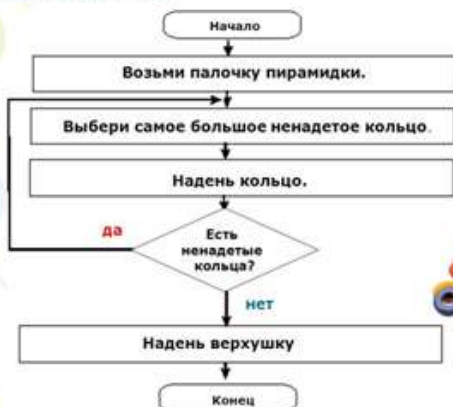 Начало
Возьми палочку пирамидки.
Выбери самое большое ненадетое кольцо.
Надень кольцо.
да
Есть
ненадетые
кольца?
нет
Надень верхушку
Конец